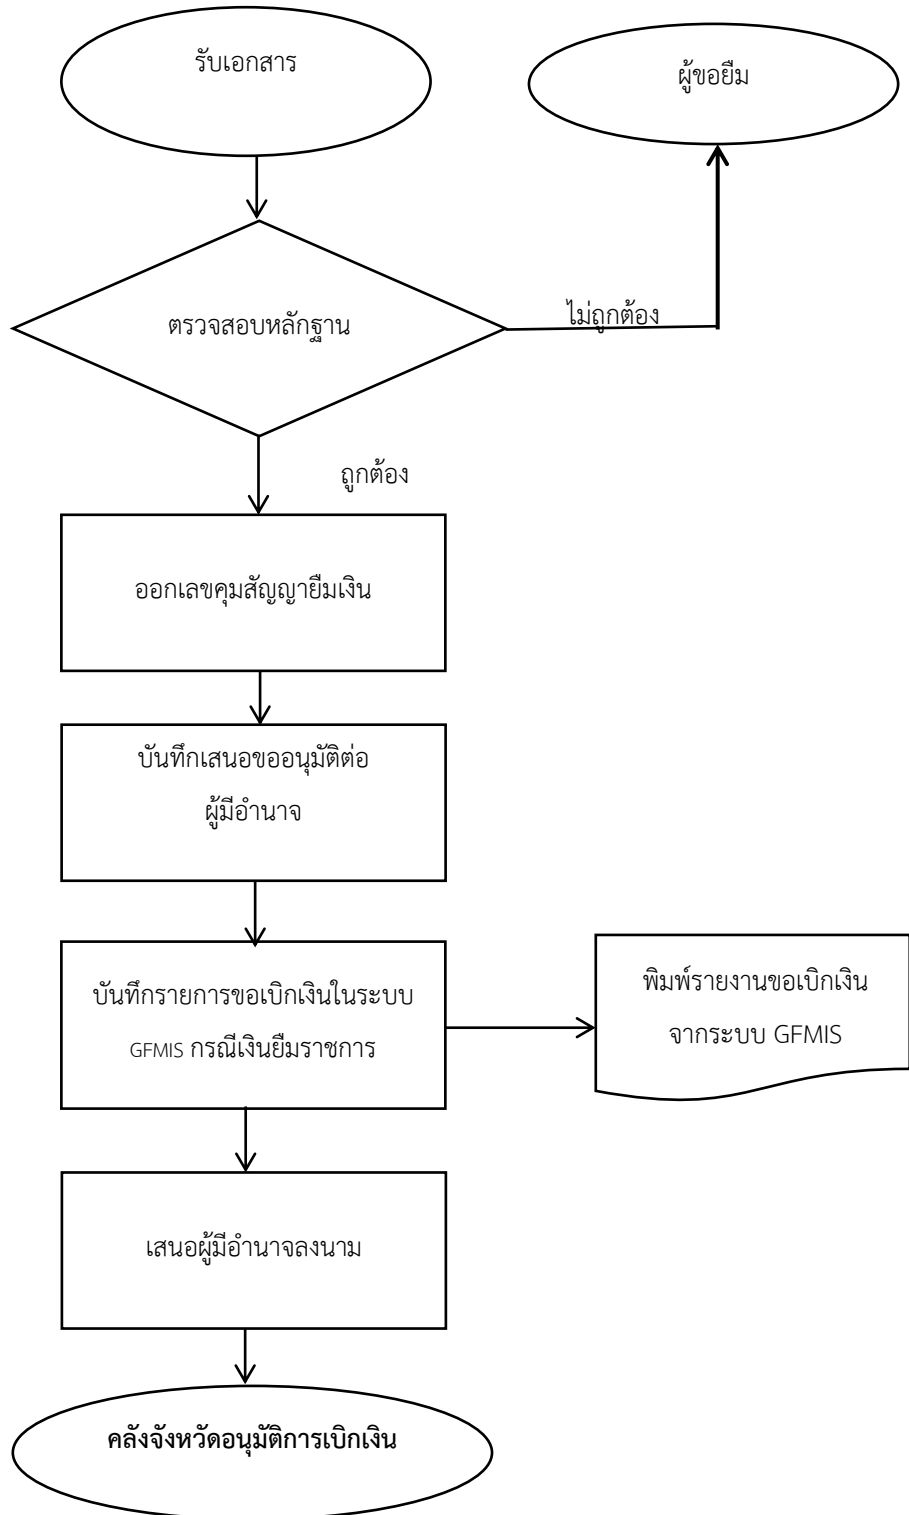 รับเอกสาร
ผู้ขอยืม
ตรวจสอบหลักฐาน
ไม่ถูกต้อง
ถูกต้อง
ออกเลขคุมสัญญายืมเงิน
บันทึกเสนอขออนุมัติต่อ
ผู้มีอำนาจ
บันทึกรายการขอเบิกเงินในระบบ
GFMIS กรณีเงินยืมราชการ
พิมพ์รายงานขอเบิกเงิน
จากระบบ GFMIS
เสนอผู้มีอำนาจลงนาม
คลังจังหวัดอนุมัติการเบิกเงิน